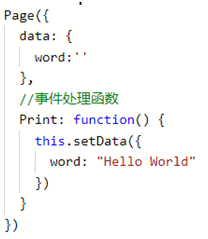 Page({
  data: {
    word:''
  },
  //事件处理函数
  Print: function() {
    this.setData({
      word: "Hello World"
    })
  }
})